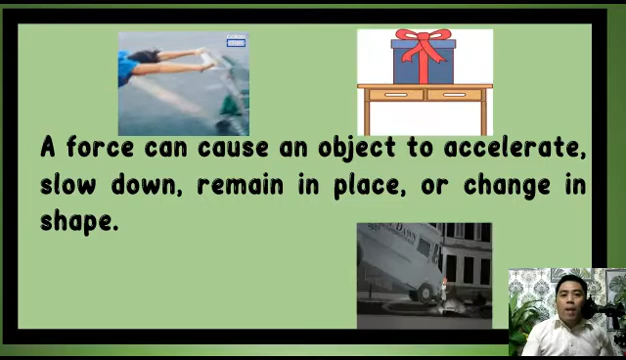 A force can cause an object to accelerate,
slow down, remain in place, or change in
shape.